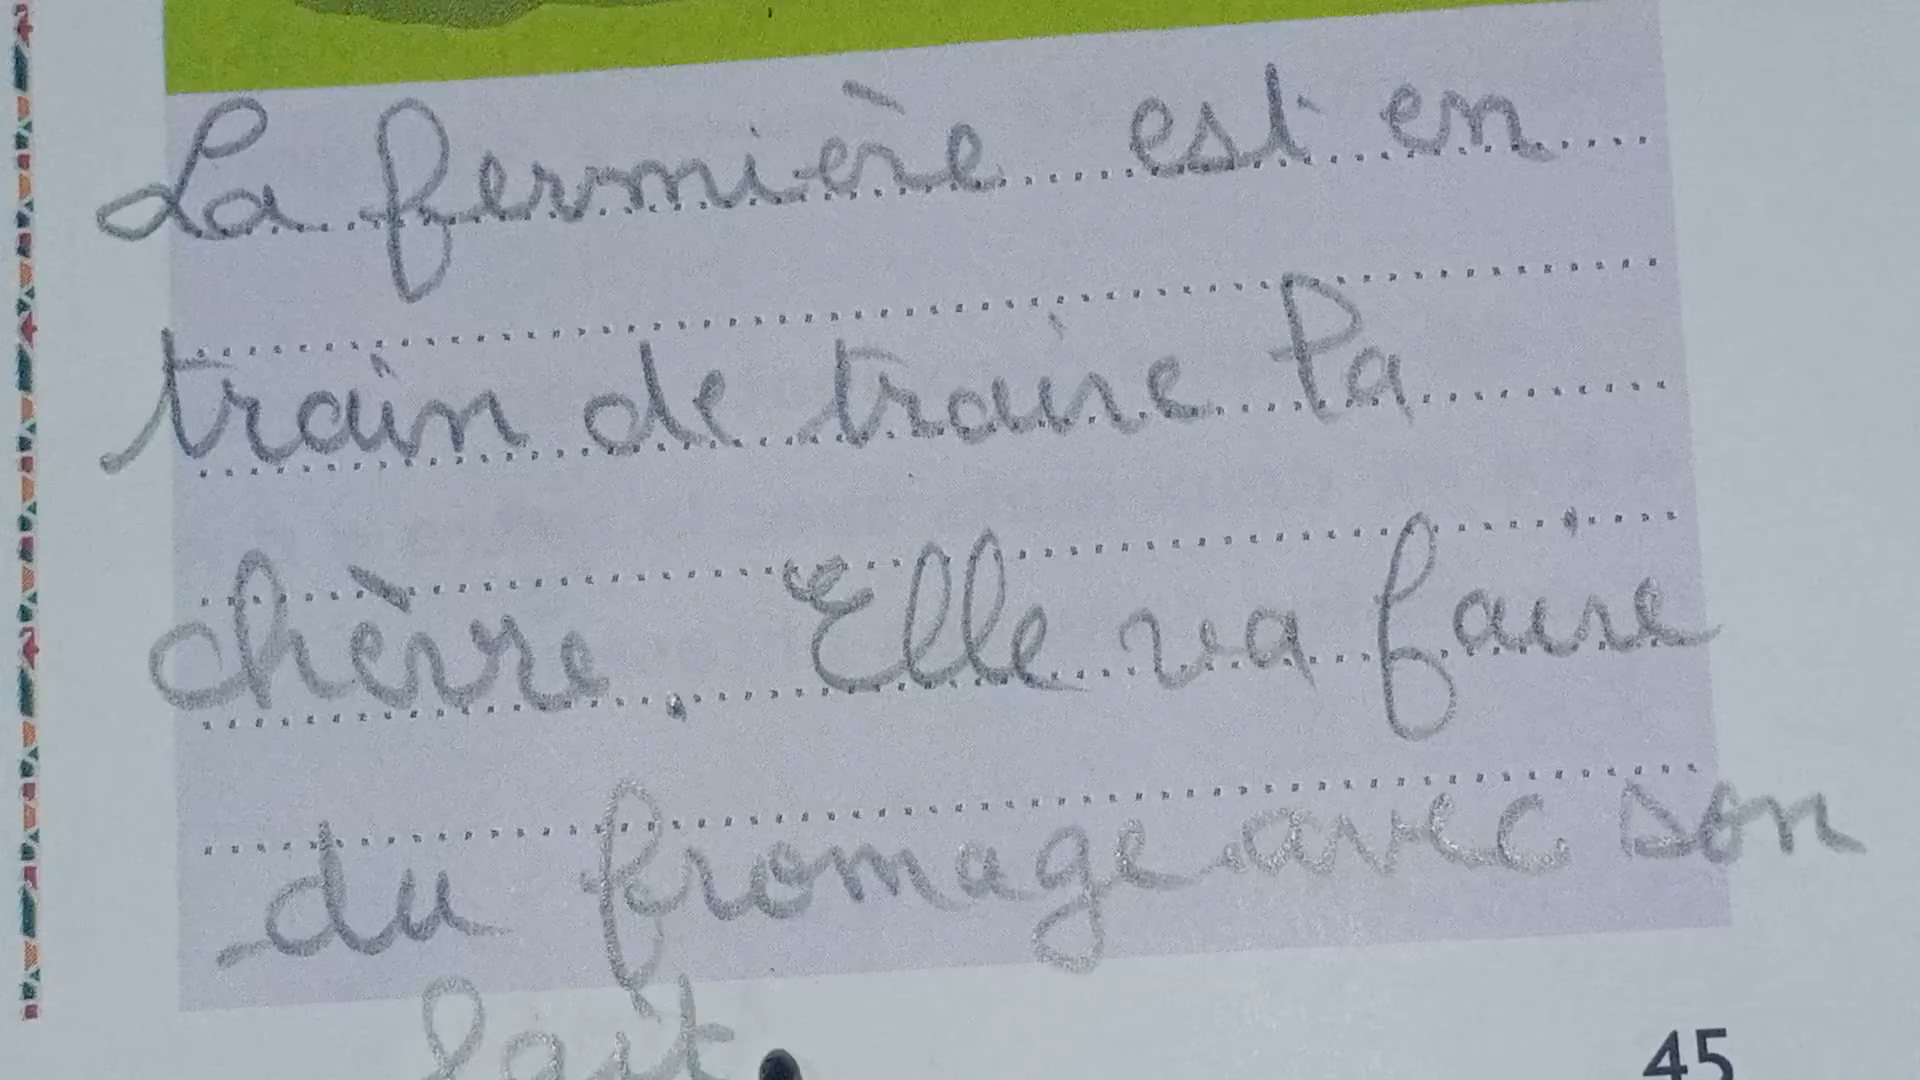 La fermière est en
train de traire la
chèvre. Elle va faire
du fromage avec son
lait.
45